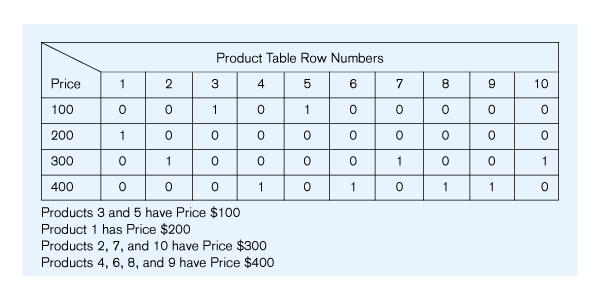 Product Table Row Numbers
Price 1 2 3 4 5 6 7 8 9 10
100 0 0 1 0 1 0 0 0 0 0
200 1 0 0 0 0 0 0 0 0 0
300 0 1 0 0 0 0 1 0 0 1
400 0 0 0 1 0 1 0 1 1 0
Products 3 and 5 have Price $100
Product 1 has Price $200
Products 2, 7, and 10 have Price $300
Products 4, 6, 8, and 9 have Price $400